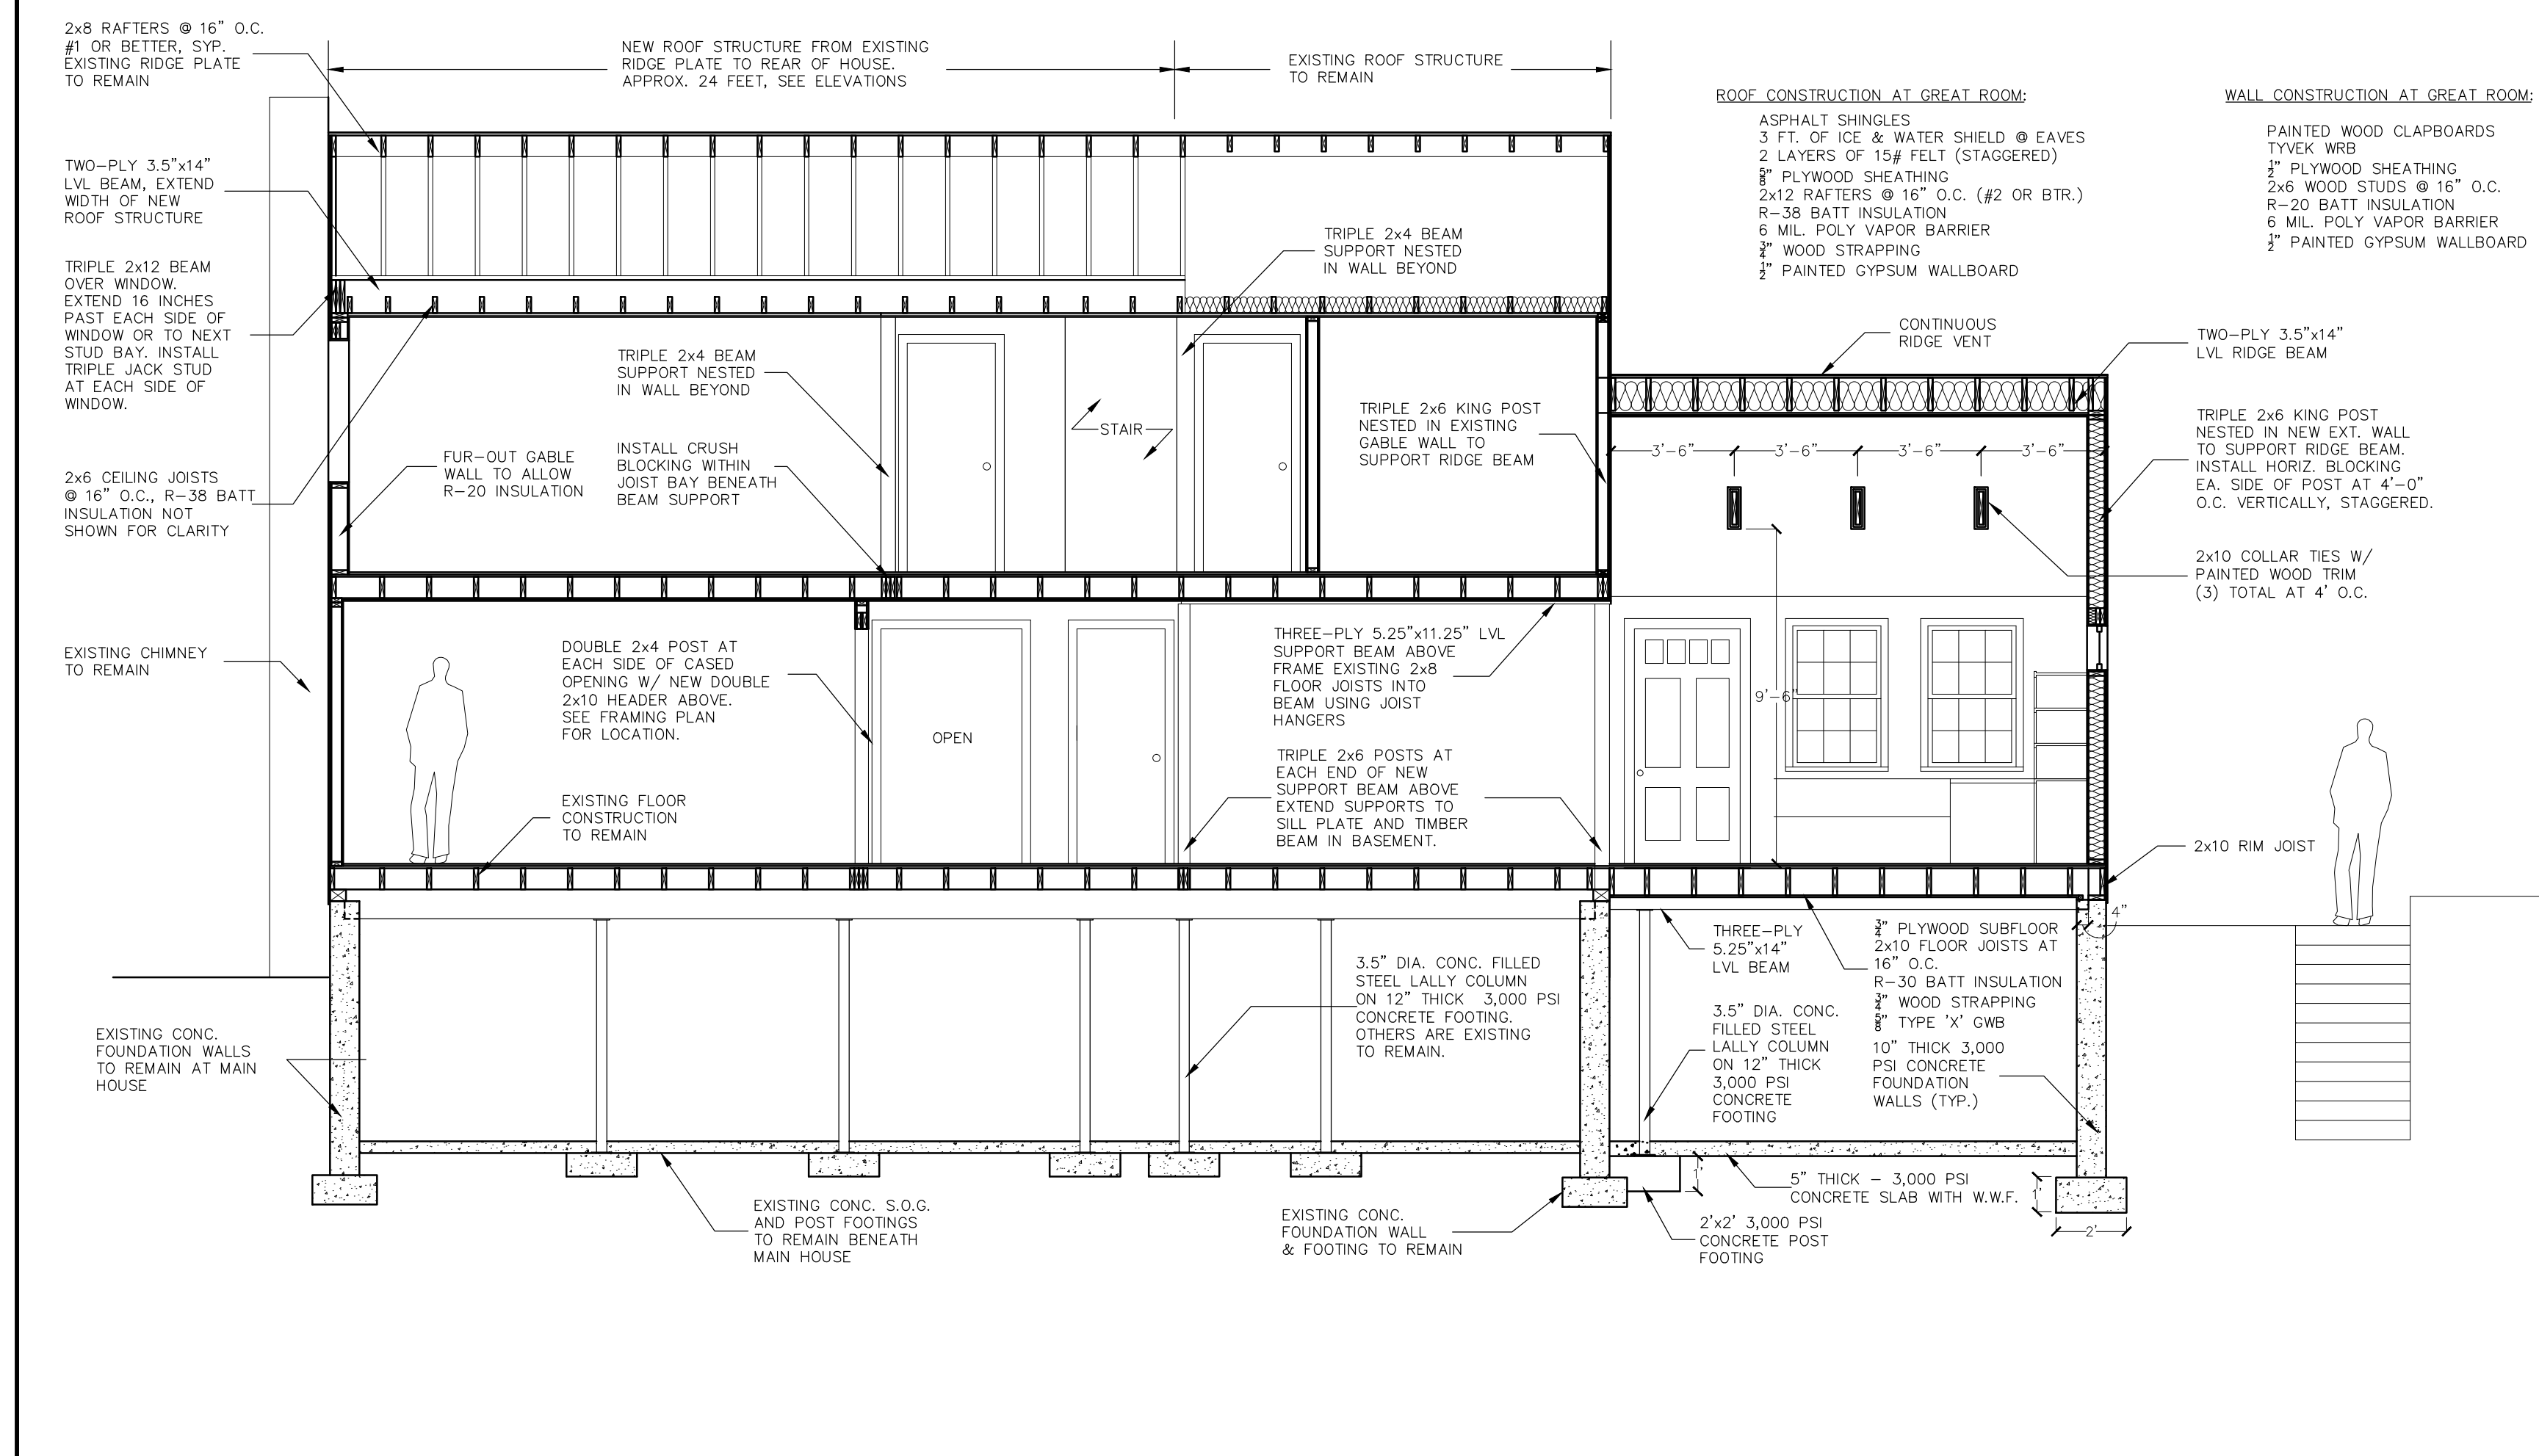 2x8 RAFTERS @ 16" O.C.
#1 OR BETTER, SYP.
EXISTING RIDGE PLATE
TO REMAIN
NEW ROOF STRUCTURE FROM EXISTING
RIDGE PLATE TO REAR OF HOUSE.
APPROX. 24 FEET, SEE ELEVATIONS
EXISTING ROOF STRUCTURE
TO REMAIN
ROOF CONSTRUCTION AT GREAT ROOM:
ASPHALT SHINGLES
3 FT. OF ICE & WATER SHIELD @ EAVES
2 LAYERS OF 15# FELT (STAGGERED)
5/8" PLYWOOD SHEATHING
2x12 RAFTERS @ 16" O.C. (#2 OR BTR.)
R-38 BATT INSULATION
6 MIL. POLY VAPOR BARRIER
3/4" WOOD STRAPPING
1/2" PAINTED GYPSUM WALLBOARD
WALL CONSTRUCTION AT GREAT ROOM:
PAINTED WOOD CLAPBOARDS
TYVEK WRB
1/2" PLYWOOD SHEATHING
2x6 WOOD STUDS @ 16" O.C.
R-20 BATT INSULATION
6 MIL. POLY VAPOR BARRIER
1/2" PAINTED GYPSUM WALLBOARD
TWO-PLY 3.5"x14"
LVL BEAM, EXTEND
WIDTH OF NEW
ROOF STRUCTURE
TRIPLE 2x12 BEAM
OVER WINDOW.
EXTEND 16 INCHES
PAST EACH SIDE OF
WINDOW OR TO NEXT
STUD BAY. INSTALL
TRIPLE JACK STUD
AT EACH SIDE OF
WINDOW.
2x6 CEILING JOISTS
@ 16" O.C., R-38 BATT
INSULATION NOT
SHOWN FOR CLARITY
EXISTING CHIMNEY
TO REMAIN
TRIPLE 2x4 BEAM
SUPPORT NESTED
IN WALL BEYOND
TRIPLE 2x4 BEAM
SUPPORT NESTED
IN WALL BEYOND
FUR-OUT GABLE
WALL TO ALLOW
R-20 INSULATION
INSTALL CRUSH
BLOCKING WITHIN
JOIST BAY BENEATH
BEAM SUPPORT
STAIR
TRIPLE 2x6 KING POST
NESTED IN EXISTING
GABLE WALL TO
SUPPORT RIDGE BEAM
CONTINUOUS
RIDGE VENT
TWO-PLY 3.5"x14"
LVL RIDGE BEAM
3'-6"
3'-6"
3'-6"
3'-6"
TRIPLE 2x6 KING POST
NESTED IN NEW EXT. WALL
TO SUPPORT RIDGE BEAM.
INSTALL HORIZ. BLOCKING
EA. SIDE OF POST AT 4'-0"
O.C. VERTICALLY, STAGGERED.
2x10 COLLAR TIES W/
PAINTED WOOD TRIM
(3) TOTAL AT 4' O.C.
DOUBLE 2x4 POST AT
EACH SIDE OF CASED
OPENING W/ NEW DOUBLE
2x10 HEADER ABOVE.
SEE FRAMING PLAN
FOR LOCATION.
OPEN
THREE-PLY 5.25"x11.25" LVL
SUPPORT BEAM ABOVE
FRAME EXISTING 2x8
FLOOR JOISTS INTO
BEAM USING JOIST
HANGERS
9'-6"
EXISTING FLOOR
CONSTRUCTION
TO REMAIN
TRIPLE 2x6 POSTS AT
EACH END OF NEW
SUPPORT BEAM ABOVE
EXTEND SUPPORTS TO
SILL PLATE AND TIMBER
BEAM IN BASEMENT.
2x10 RIM JOIST
4"
EXISTING CONC.
FOUNDATION WALLS
TO REMAIN AT MAIN
HOUSE
3.5" DIA. CONC. FILLED
STEEL LALLY COLUMN
ON 12" THICK 3,000 PSI
CONCRETE FOOTING.
OTHERS ARE EXISTING
TO REMAIN.
THREE-PLY
5.25"x14"
LVL BEAM
3.5" DIA. CONC.
FILLED STEEL
LALLY COLUMN
ON 12" THICK
3,000 PSI
CONCRETE
FOOTING
3/4" PLYWOOD SUBFLOOR
2x10 FLOOR JOISTS AT
16" O.C.
R-30 BATT INSULATION
3/4" WOOD STRAPPING
5/8" TYPE 'X' GWB
10" THICK 3,000
PSI CONCRETE
FOUNDATION
WALLS (TYP.)
EXISTING CONC. S.O.G.
AND POST FOOTINGS
TO REMAIN BENEATH
MAIN HOUSE
EXISTING CONC.
FOUNDATION WALL
& FOOTING TO REMAIN
1'
5" THICK - 3,000 PSI
CONCRETE SLAB WITH W.W.F.
2'x2' 3,000 PSI
CONCRETE POST
FOOTING
1'
2'